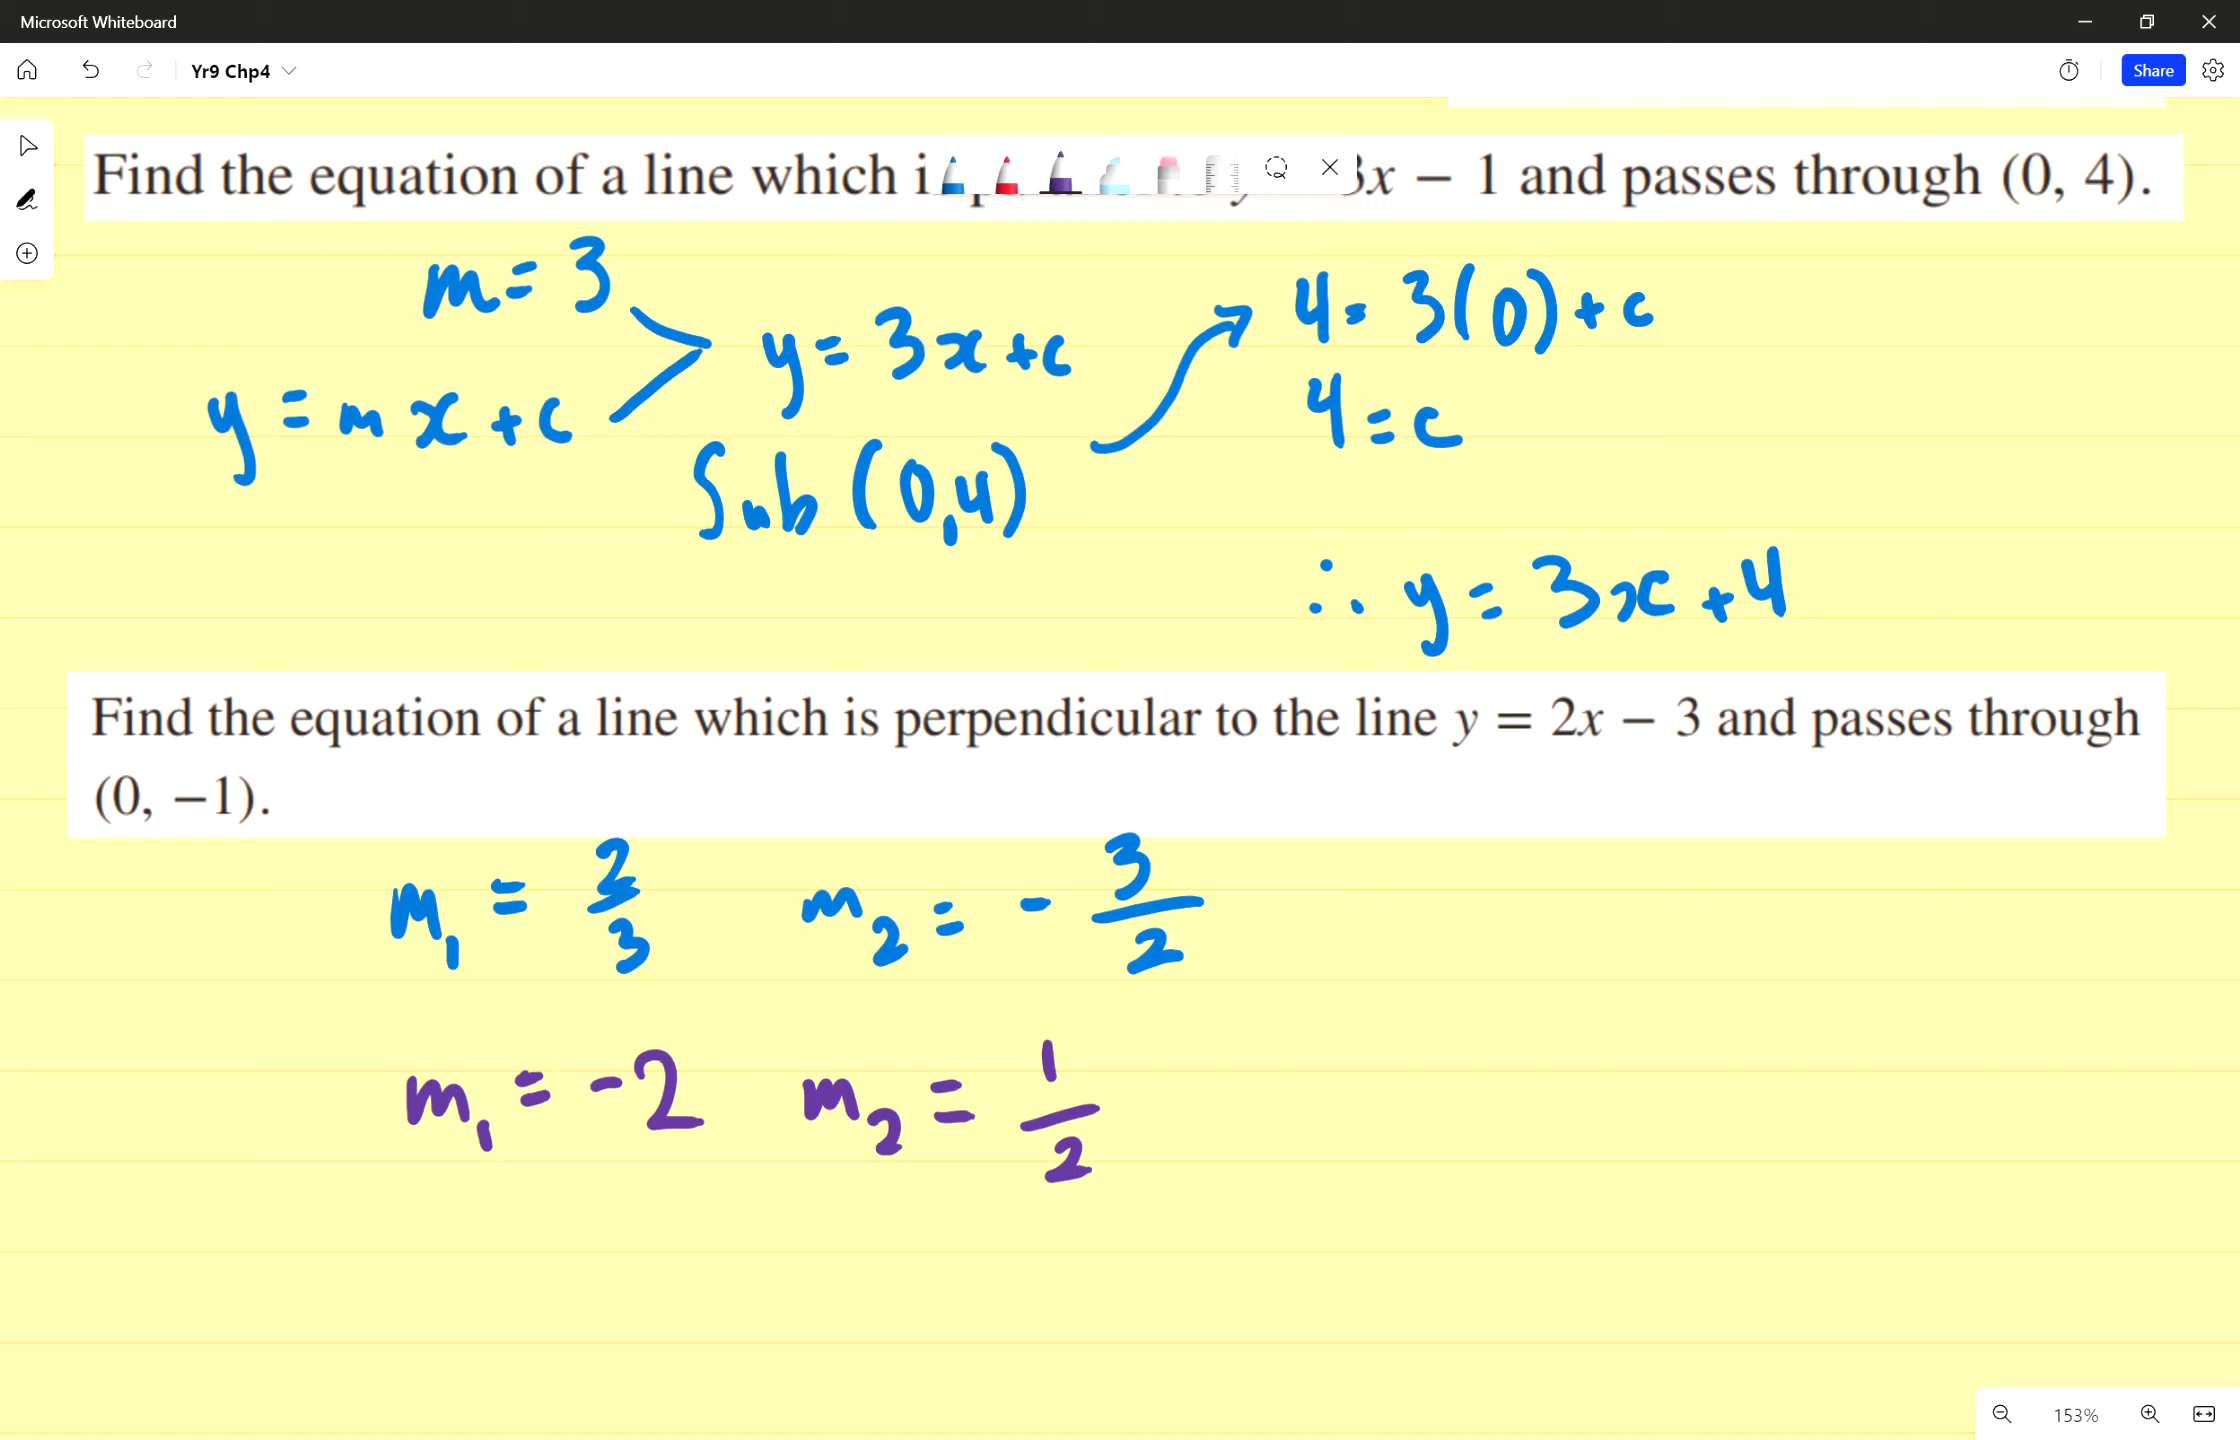 Microsoft Whiteboard
Yr9 Chp4
Share
Find the equation of a line which i 3x − 1 and passes through (0, 4).
m = 3
y = mx + c
y = 3x + c
Sub (0,4)
4 = 3(0) + c
4 = c
∴ y = 3x + 4
Find the equation of a line which is perpendicular to the line y = 2x − 3 and passes through
(0, −1).
m₁ = 2/3 m₂ = - 3/2
m₁ = -2 m₂ = 1/2
153%